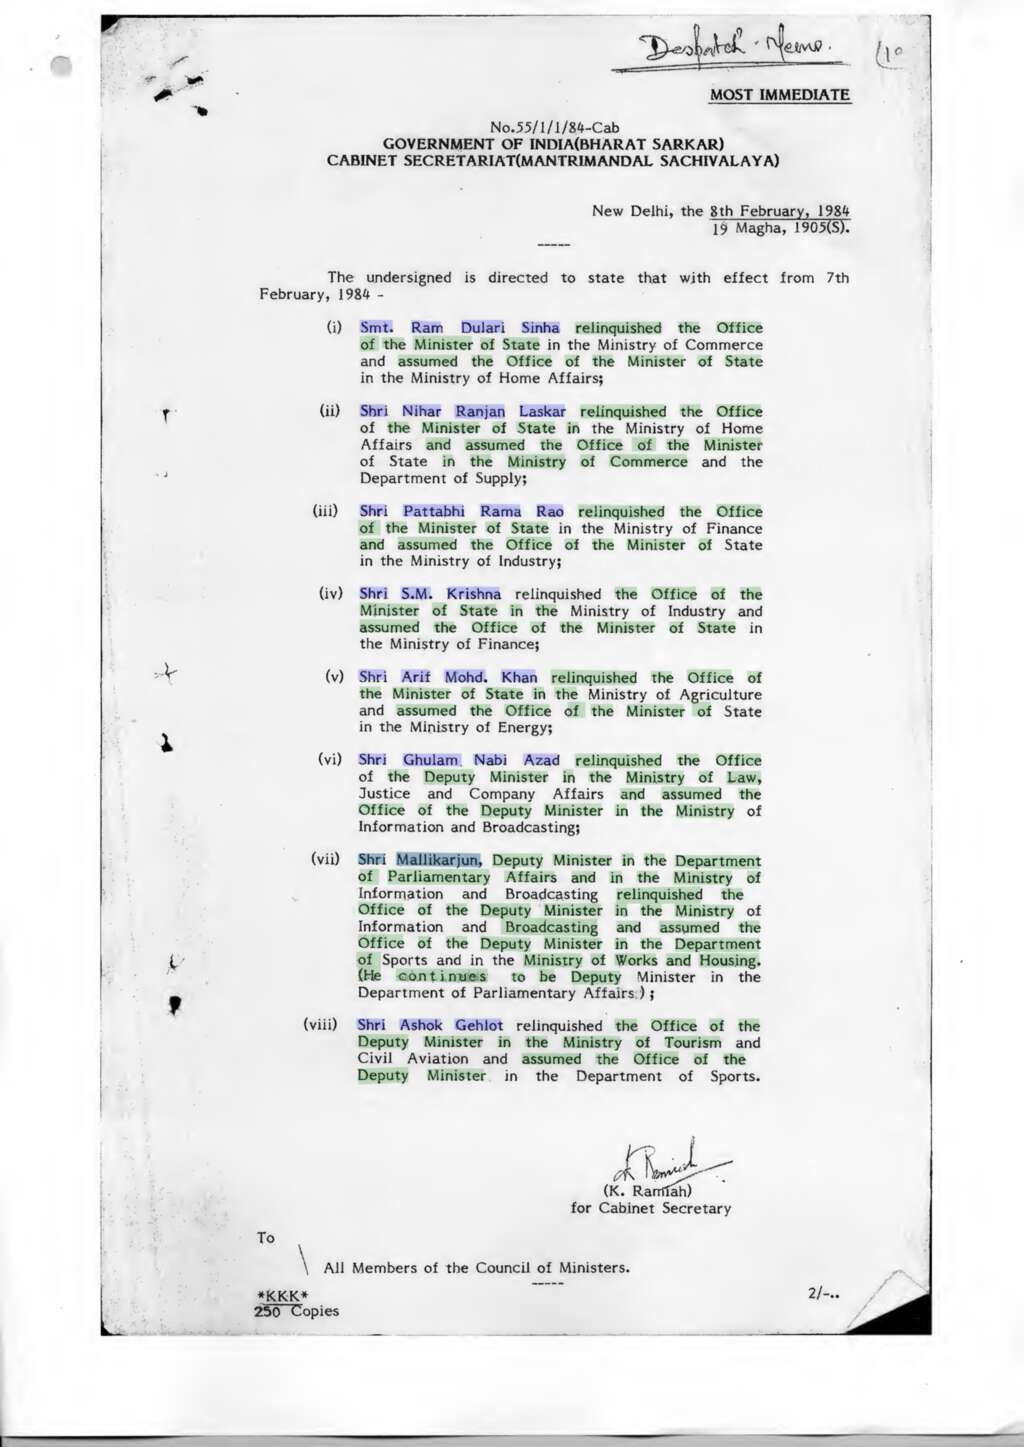 Despatch Memo.
MOST IMMEDIATE
No.55/1/1/84-Cab
GOVERNMENT OF INDIA(BHARAT SARKAR)
CABINET SECRETARIAT(MANTRIMANDAL SACHIVALAYA)
New Delhi, the 8th February, 1984
19 Magha, 1905(S).
The undersigned is directed to state that with effect from 7th
February, 1984 -
(i) Smt. Ram Dulari Sinha relinquished the Office
of the Minister of State in the Ministry of Commerce
and assumed the Office of the Minister of State
in the Ministry of Home Affairs;
(ii) Shri Nihar Ranjan Laskar relinquished the Office
of the Minister of State in the Ministry of Home
Affairs and assumed the Office of the Minister
of State in the Ministry of Commerce and the
Department of Supply;
(iii) Shri Pattabhi Rama Rao relinquished the Office
of the Minister of State in the Ministry of Finance
and assumed the Office of the Minister of State
in the Ministry of Industry;
(iv) Shri S.M. Krishna relinquished the Office of the
Minister of State in the Ministry of Industry and
assumed the Office of the Minister of State in
the Ministry of Finance;
(v) Shri Arif Mohd. Khan relinquished the Office of
the Minister of State in the Ministry of Agriculture
and assumed the Office of the Minister of State
in the Ministry of Energy;
(vi) Shri Ghulam Nabi Azad relinquished the Office
of the Deputy Minister in the Ministry of Law,
Justice and Company Affairs and assumed the
Office of the Deputy Minister in the Ministry of
Information and Broadcasting;
(vii) Shri Mallikarjun, Deputy Minister in the Department
of Parliamentary Affairs and in the Ministry of
Information and Broadcasting relinquished the
Office of the Deputy Minister in the Ministry of
Information and Broadcasting and assumed the
Office of the Deputy Minister in the Department
of Sports and in the Ministry of Works and Housing.
(He continues to be Deputy Minister in the
Department of Parliamentary Affairs.) ;
(viii) Shri Ashok Gehlot relinquished the Office of the
Deputy Minister in the Ministry of Tourism and
Civil Aviation and assumed the Office of the
Deputy Minister in the Department of Sports.
K Ramiah
(K. Ramiah)
for Cabinet Secretary
To
All Members of the Council of Ministers.
*KKK*
250 Copies
2/-..